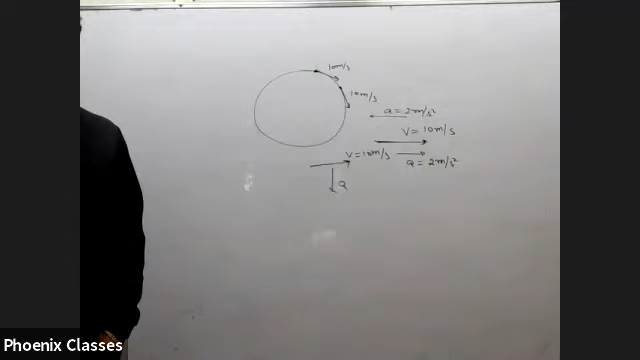 10m/s
10m/s
a = 2m/s²
V = 10m/s
V = 10m/s
a = 2m/s²
a
Phoenix Classes